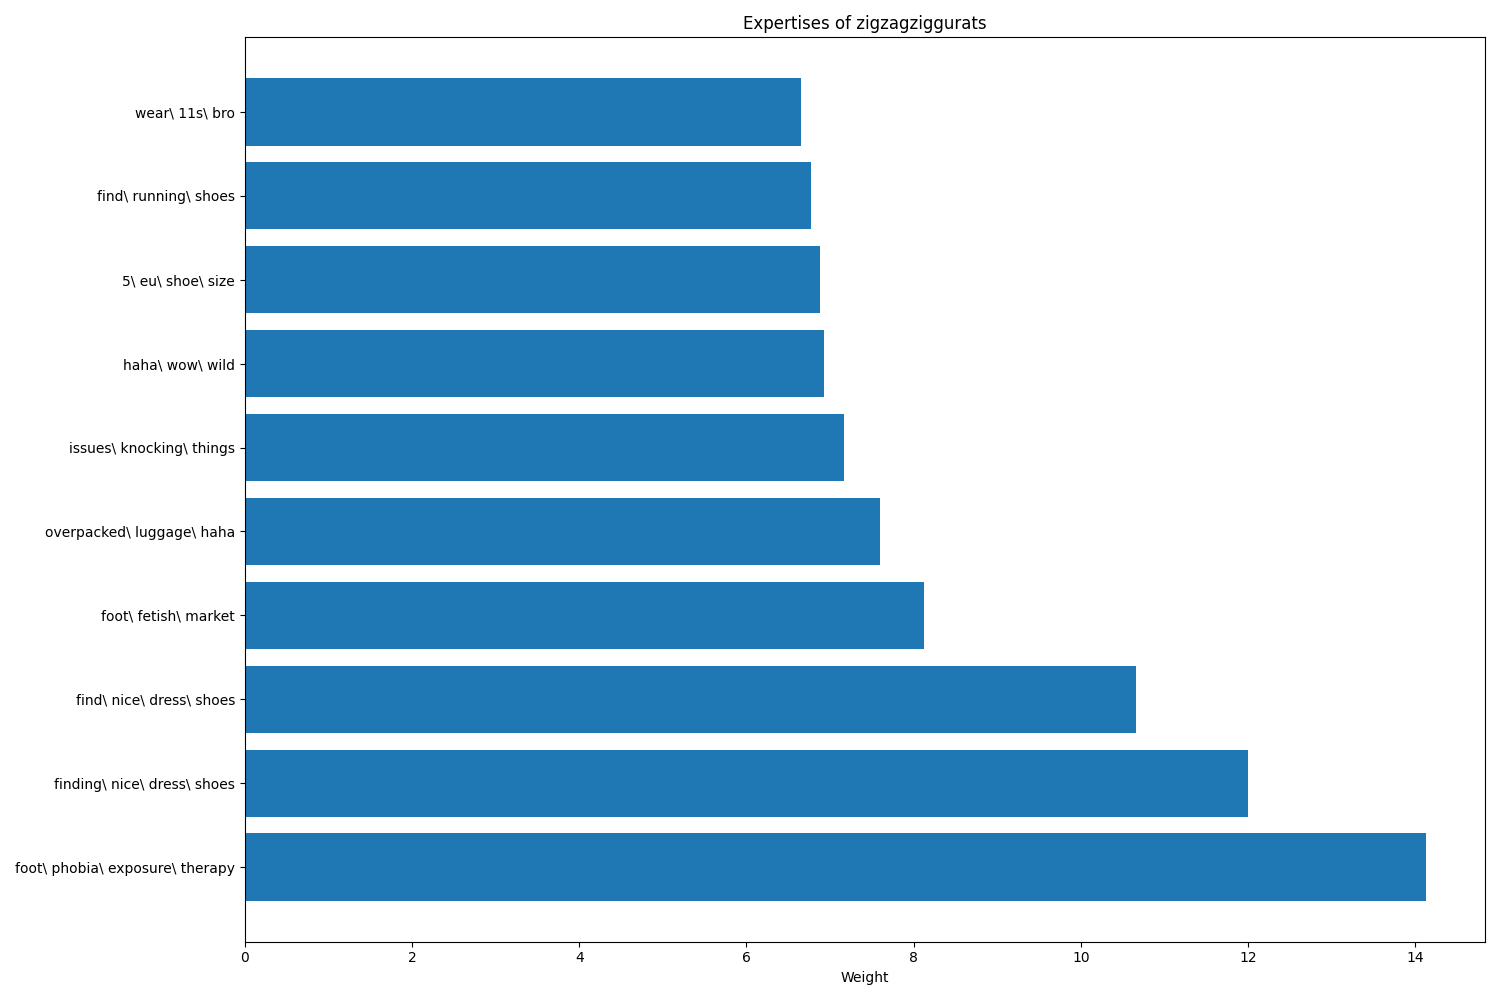 Expertises of zigzagziggurats
wear\ 11s\ bro
find\ running\ shoes
5\ eu\ shoe\ size
haha\ wow\ wild
issues\ knocking\ things
overpacked\ luggage\ haha
foot\ fetish\ market
find\ nice\ dress\ shoes
finding\ nice\ dress\ shoes
foot\ phobia\ exposure\ therapy
0 2 4 6 8 10 12 14
Weight